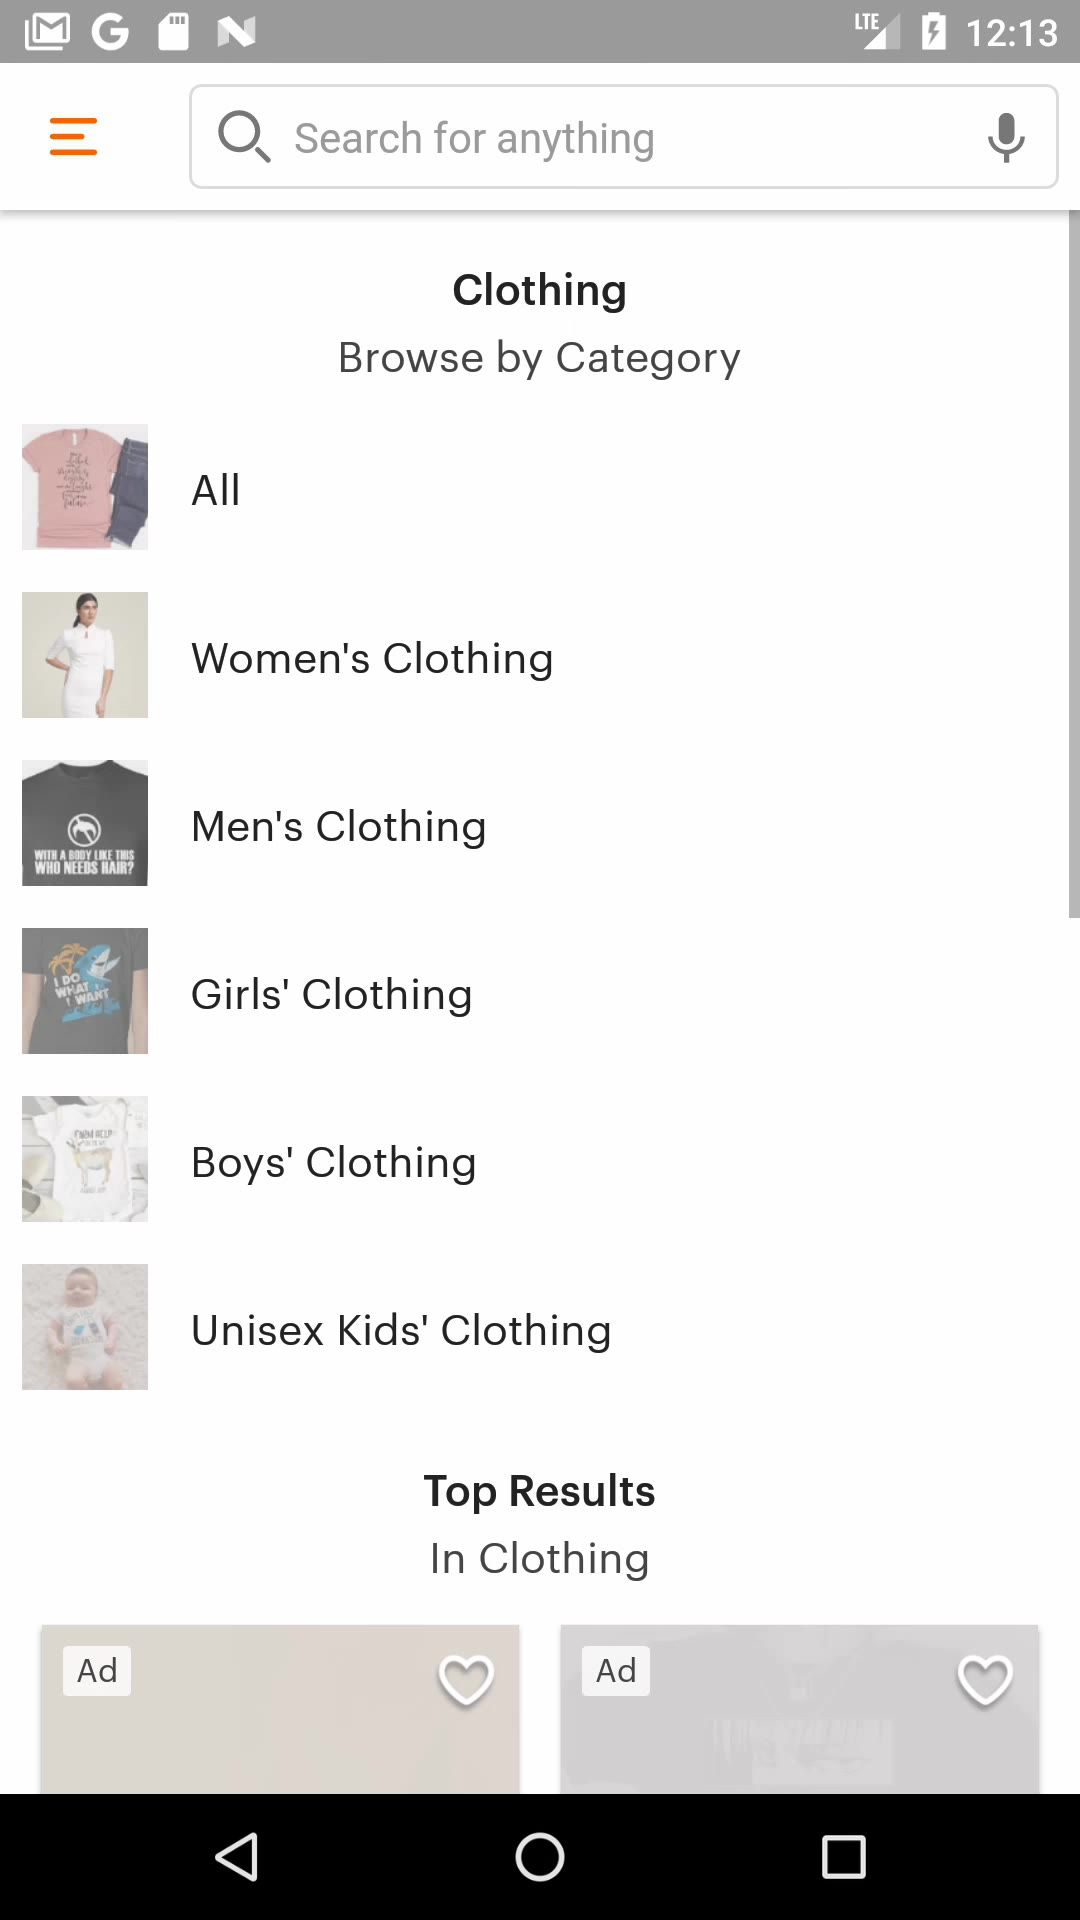 LTE 12:13
Search for anything
Clothing
Browse by Category
All
Women's Clothing
WITH A BODY LIKE THIS
WHO NEEDS HAIR?
Men's Clothing
I DO
WHAT
I WANT
Girls' Clothing
FARM HELP
Boys' Clothing
Unisex Kids' Clothing
Top Results
In Clothing
Ad
Ad